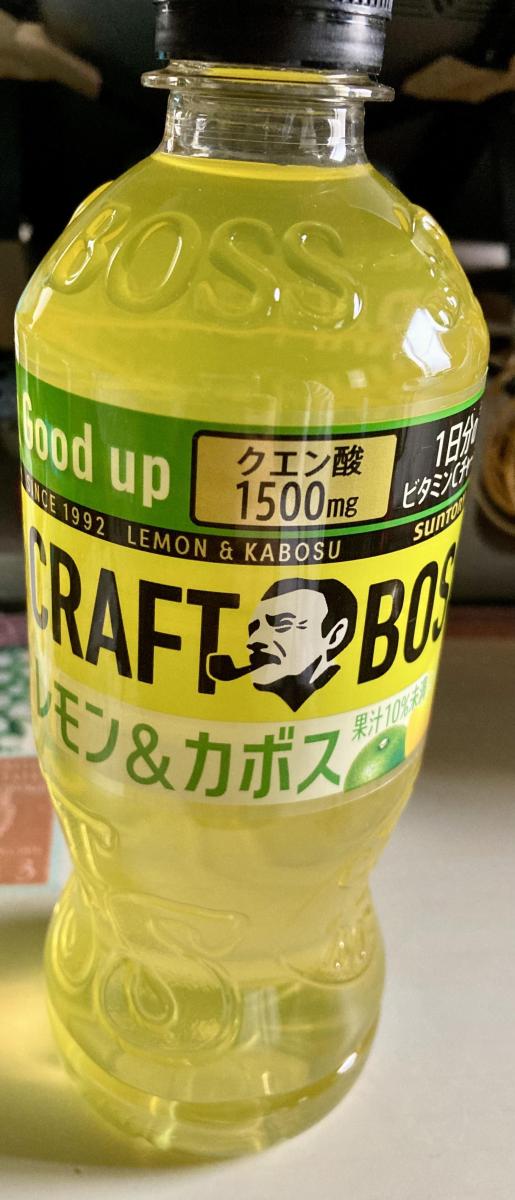 BOSS
Good up
クエン酸
1500mg
1日分
ビタミンC
SINCE 1992 LEMON & KABOSU
CRAFT BOS
レモン&カボス
果汁10%未満